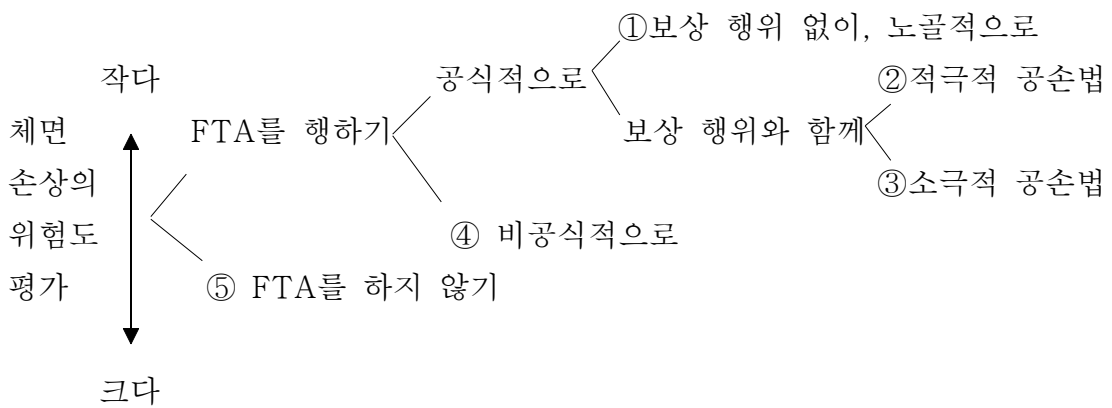 ①보상 행위 없이, 노골적으로
작다 공식적으로 ②적극적 공손법
체면 FTA를 행하기 보상 행위와 함께
손상의 ③소극적 공손법
위험도 ④ 비공식적으로
평가 ⑤ FTA를 하지 않기
크다